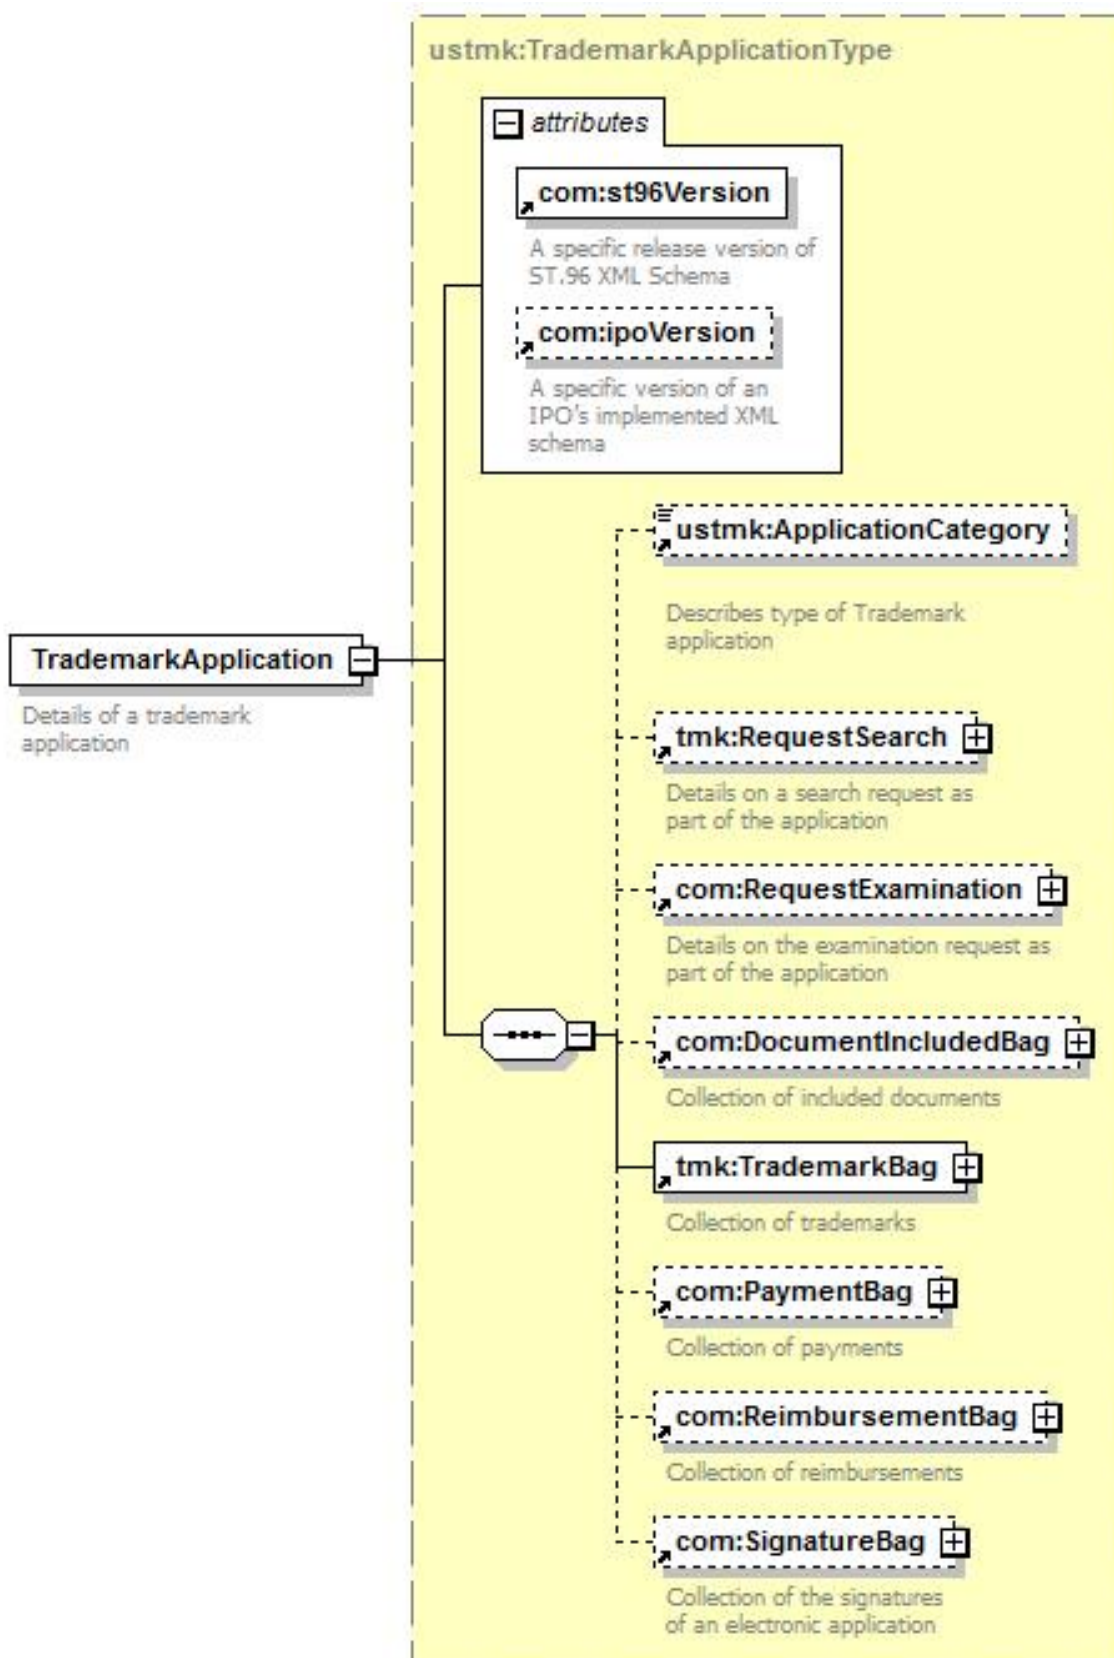 ustmk:TrademarkApplicationType
attributes
com:st96Version
A specific release version of
ST.96 XML Schema
com:ipoVersion
A specific version of an
IPO's implemented XML
schema
ustmk:ApplicationCategory
Describes type of Trademark
application
TrademarkApplication
Details of a trademark
application
tmk:RequestSearch
Details on a search request as
part of the application
com:RequestExamination
Details on the examination request as
part of the application
com:DocumentIncludedBag
Collection of included documents
tmk:TrademarkBag
Collection of trademarks
com:PaymentBag
Collection of payments
com:ReimbursementBag
Collection of reimbursements
com:SignatureBag
Collection of the signatures
of an electronic application